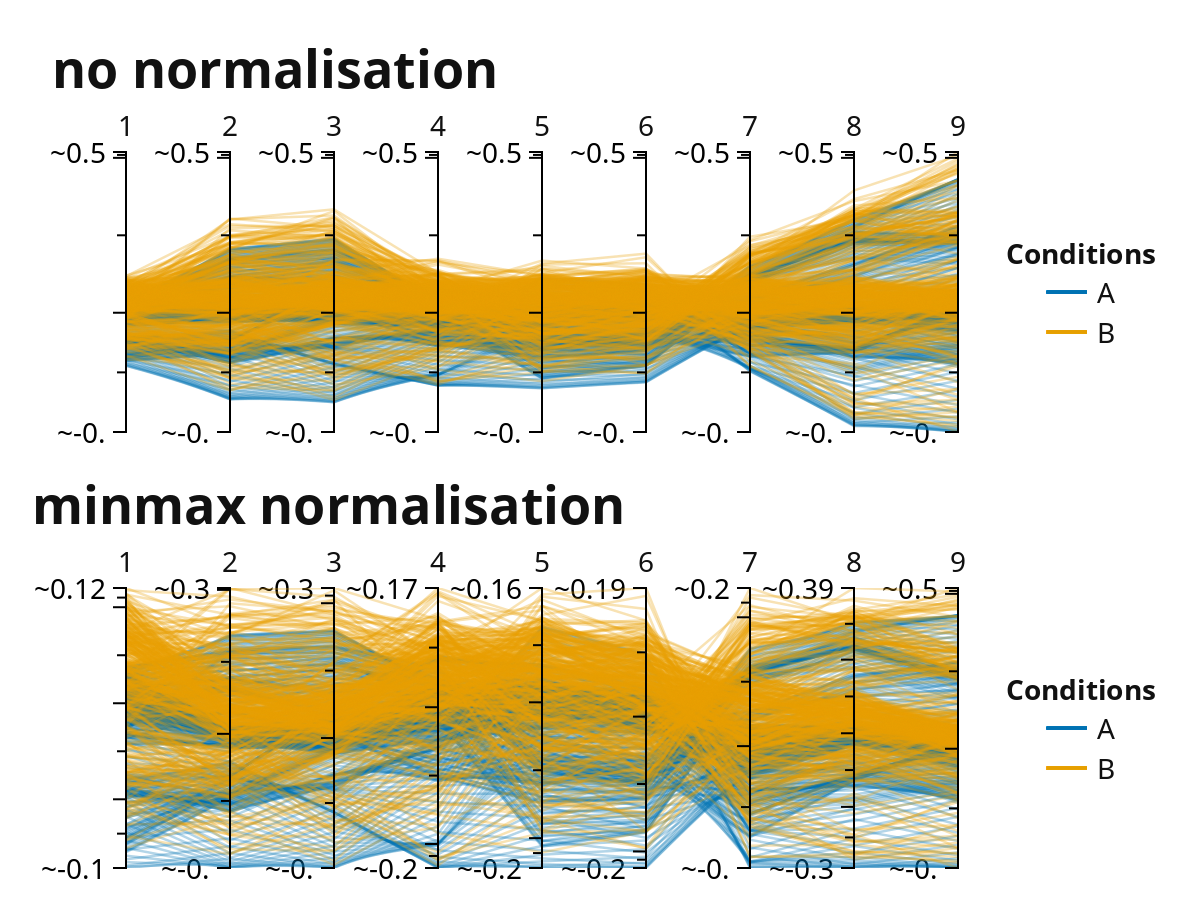 no normalisation
1 2 3 4 5 6 7 8 9
~0.5 ~0.5 ~0.5 ~0.5 ~0.5 ~0.5 ~0.5 ~0.5 ~0.5
Conditions
A
B
~-0. ~-0. ~-0. ~-0. ~-0. ~-0. ~-0. ~-0. ~-0.
minmax normalisation
1 2 3 4 5 6 7 8 9
~0.12 ~0.3 ~0.3 ~0.17 ~0.16 ~0.19 ~0.2 ~0.39 ~0.5
Conditions
A
B
~-0.1 ~-0. ~-0. ~-0.2 ~-0.2 ~-0.2 ~-0. ~-0.3 ~-0.